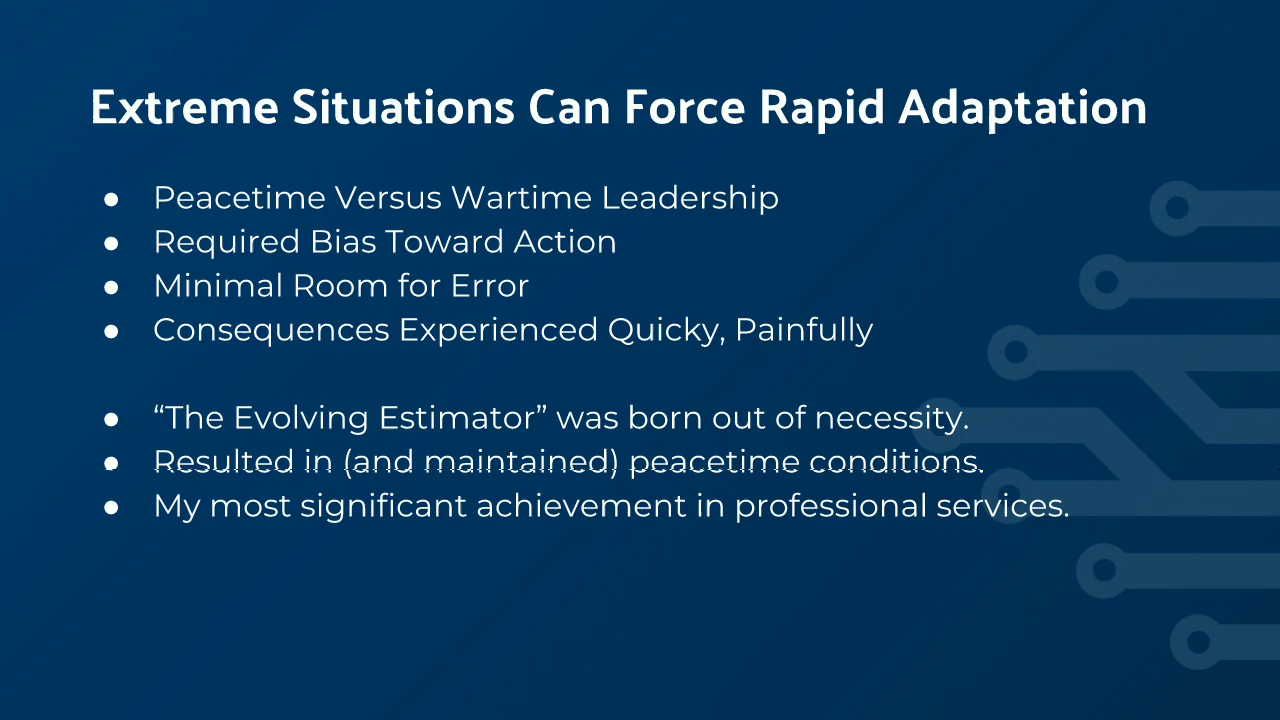 Extreme Situations Can Force Rapid Adaptation
● Peacetime Versus Wartime Leadership
● Required Bias Toward Action
● Minimal Room for Error
● Consequences Experienced Quicky, Painfully
● “The Evolving Estimator” was born out of necessity.
● Resulted in (and maintained) peacetime conditions.
● My most significant achievement in professional services.